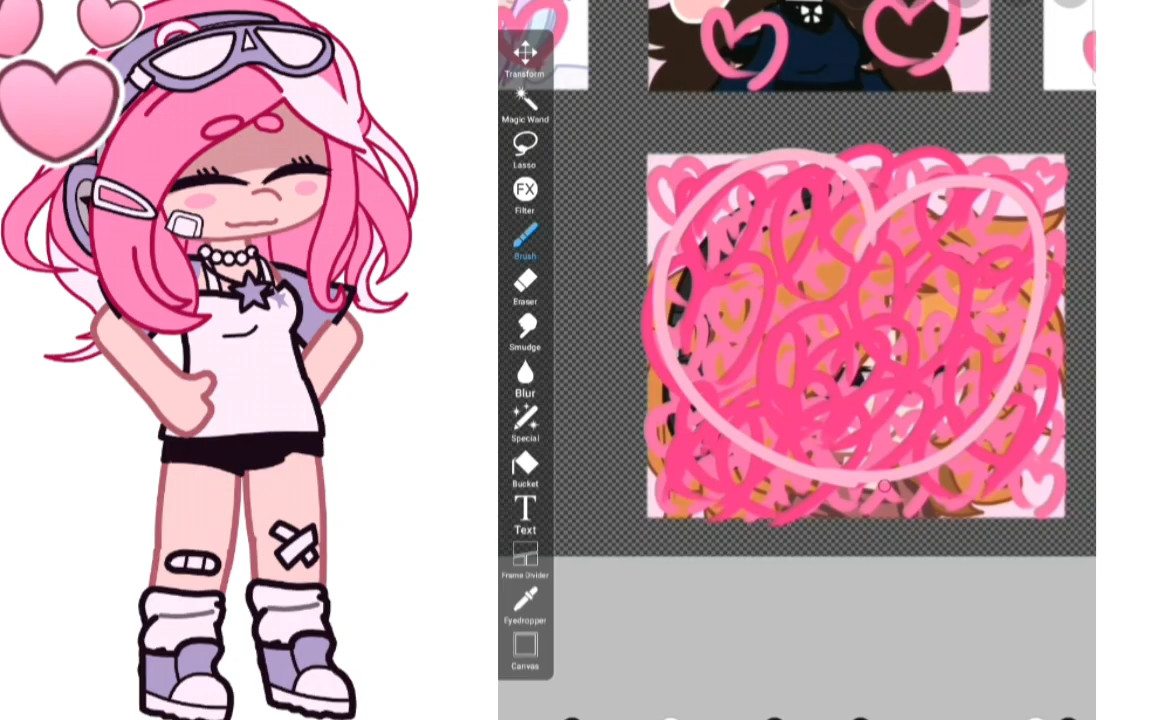 Transform
Magic Wand
Lasso
FX
Filter
Brush
Eraser
Smudge
Blur
Special
Bucket
T
Text
Frame Divider
Eyedropper
Canvas